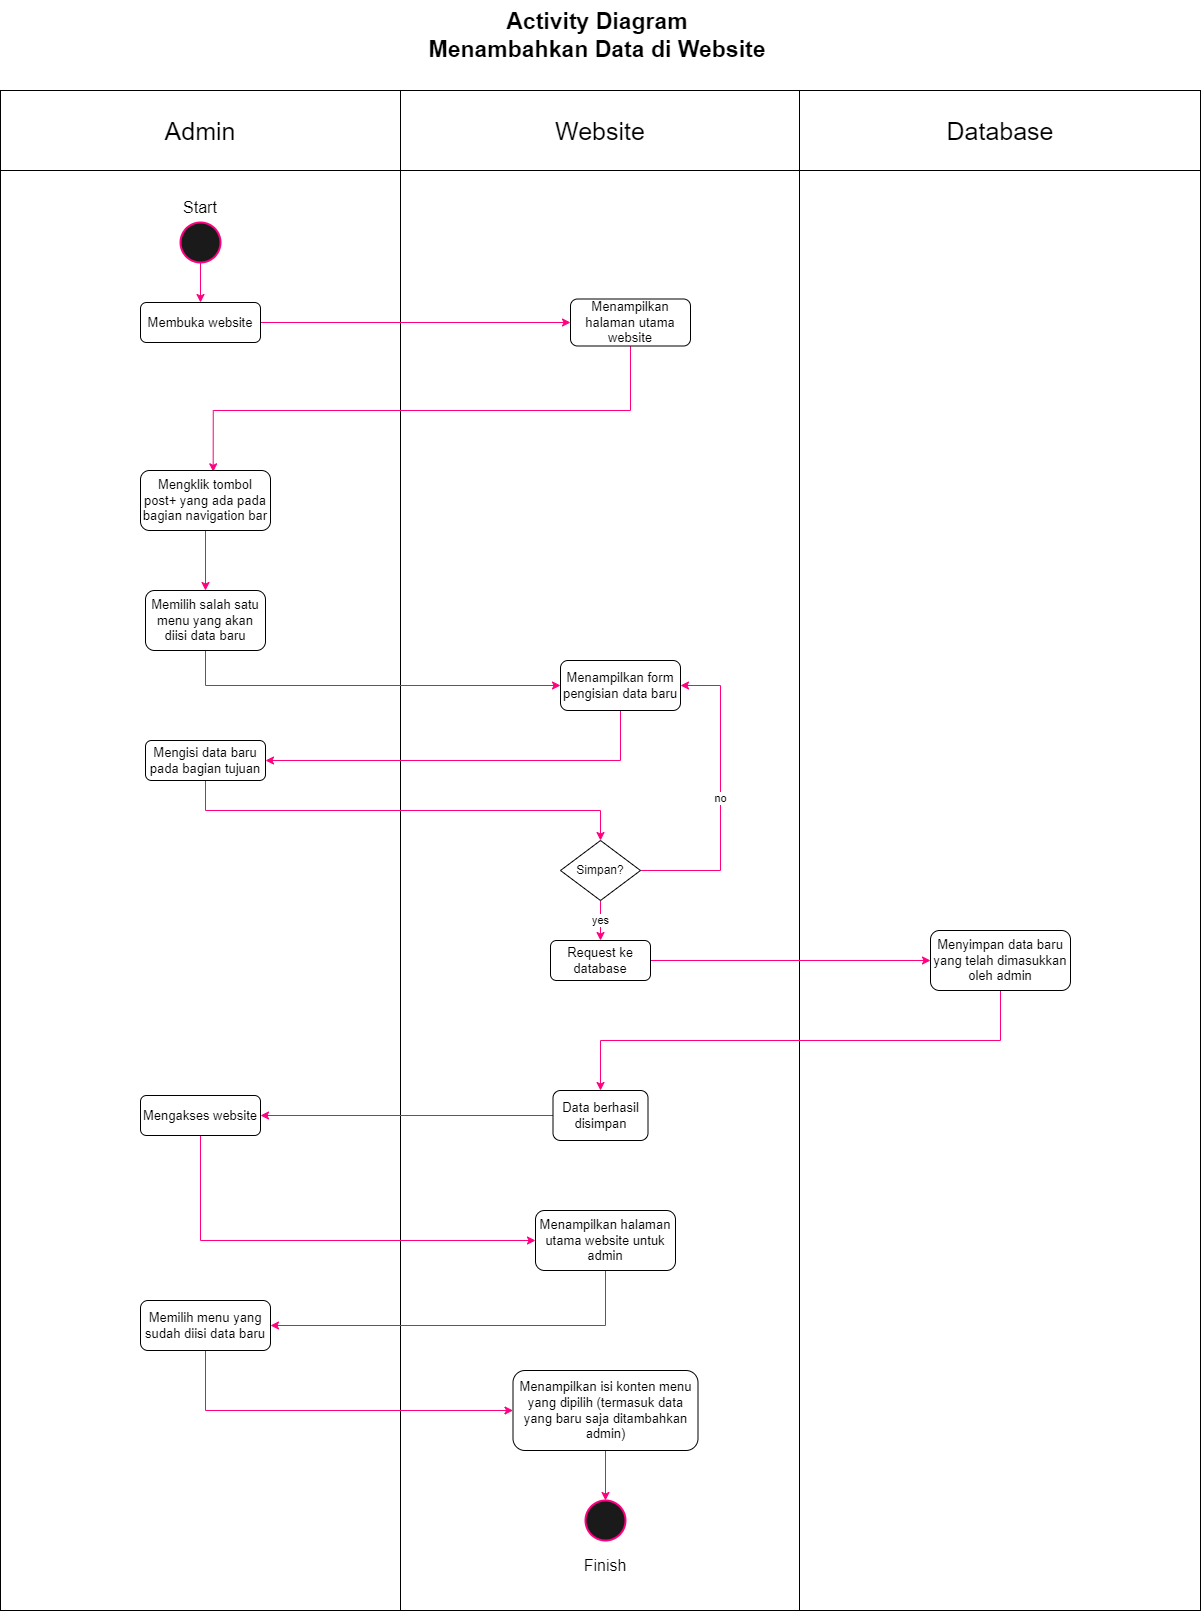 Activity Diagram
Menambahkan Data di Website
Admin
Website
Database
Start
Membuka website
Menampilkan
halaman utama
website
Mengklik tombol
post+ yang ada pada
bagian navigation bar
Memilih salah satu
menu yang akan
diisi data baru
Menampilkan form
pengisian data baru
Mengisi data baru
pada bagian tujuan
no
Simpan?
yes
Request ke
database
Menyimpan data baru
yang telah dimasukkan
oleh admin
Data berhasil
disimpan
Mengakses website
Menampilkan halaman
utama website untuk
admin
Memilih menu yang
sudah diisi data baru
Menampilkan isi konten menu
yang dipilih (termasuk data
yang baru saja ditambahkan
admin)
Finish